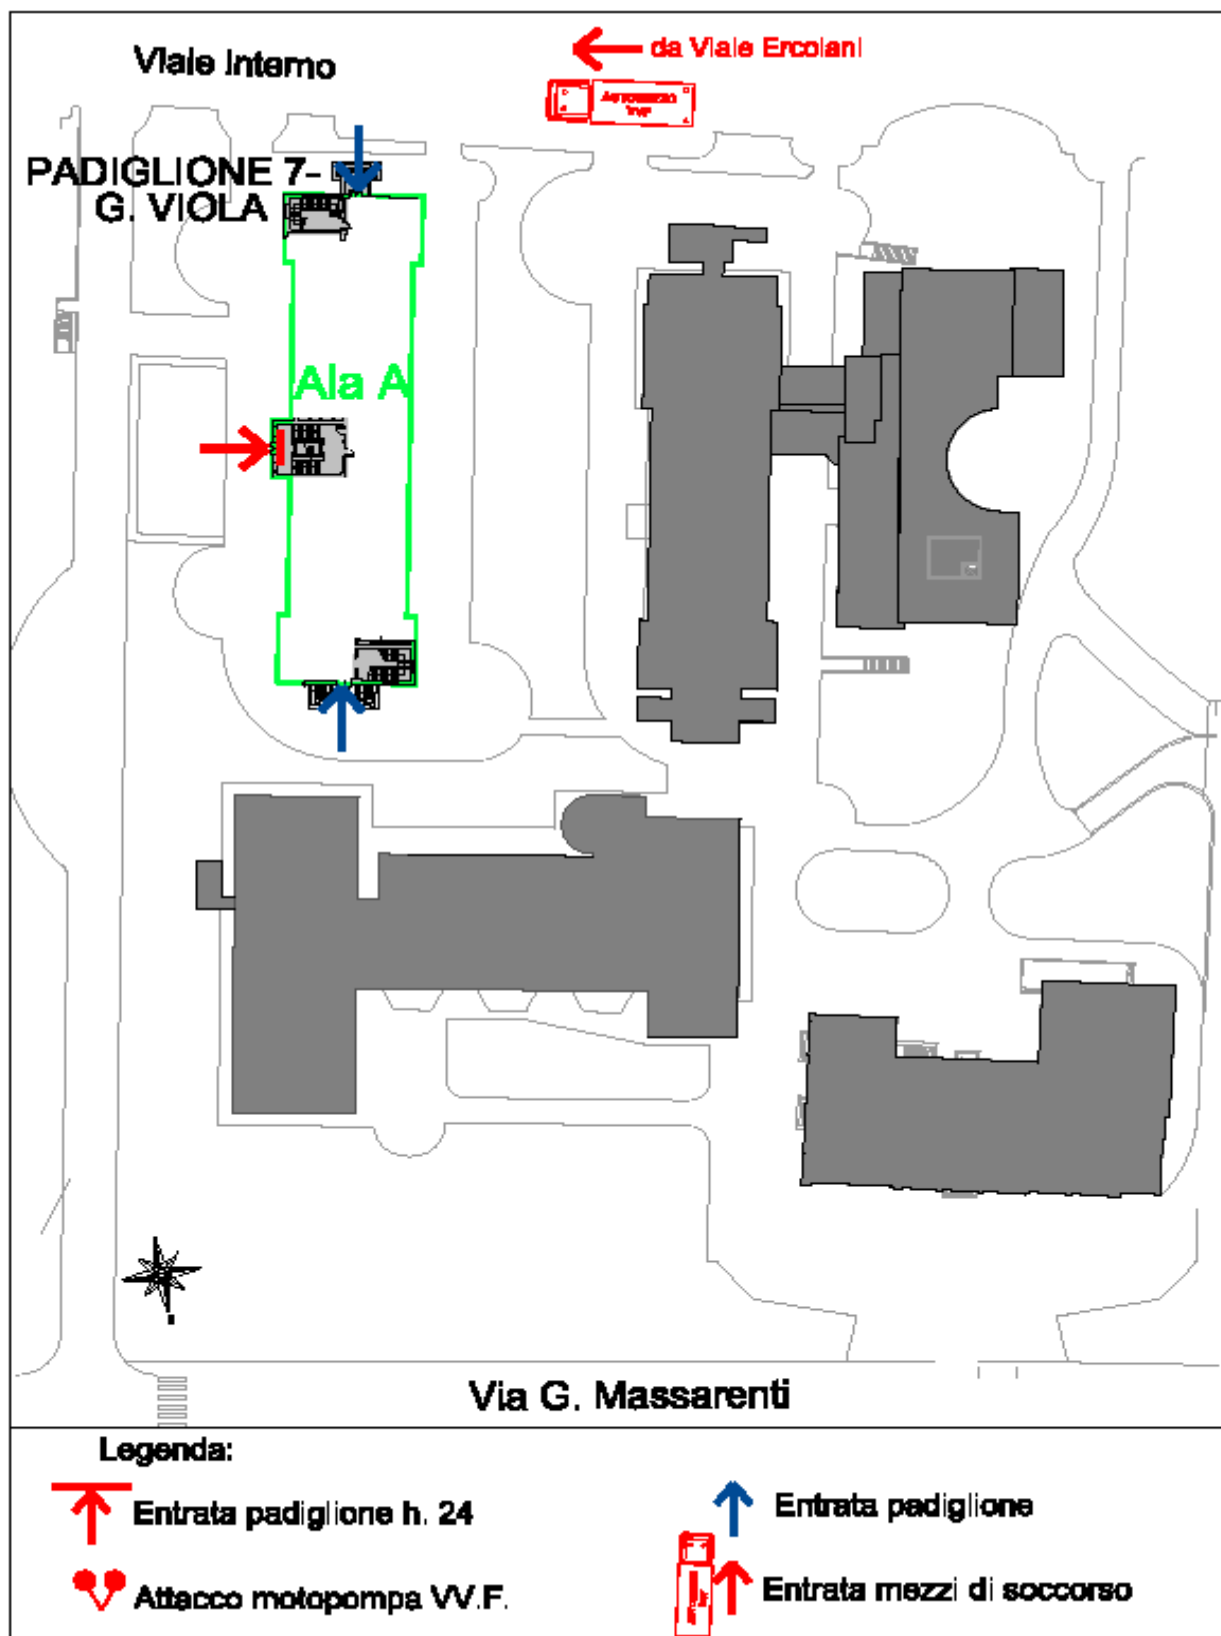 Viale Interno
da Viale Ercolani
PADIGLIONE 7-
G. VIOLA
Ala A
Via G. Massarenti
Legenda:
Entrata padiglione h. 24
Entrata padiglione
Attacco motopompa VV.F.
Entrata mezzi di soccorso